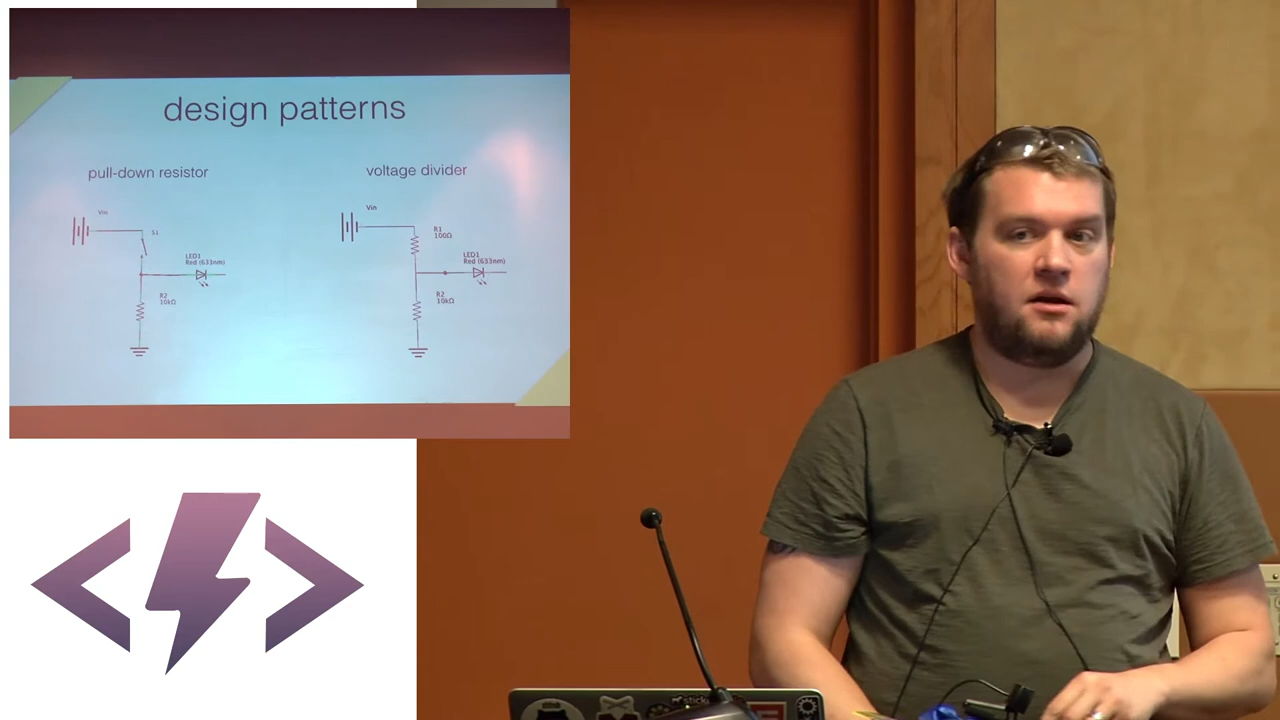 design patterns
pull-down resistor
voltage divider
Vin
S1
LED1
Red (633nm)
R2
10kΩ
Vin
R1
100Ω
LED1
Red (633nm)
R2
10kΩ